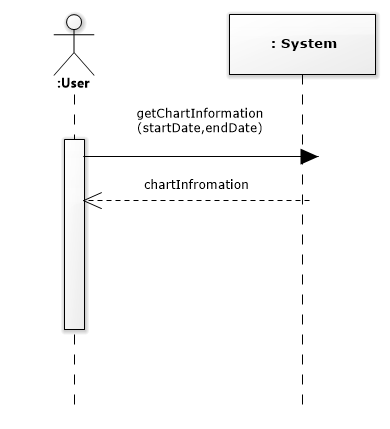 : System
:User
getChartInformation
(startDate,endDate)
chartInfromation